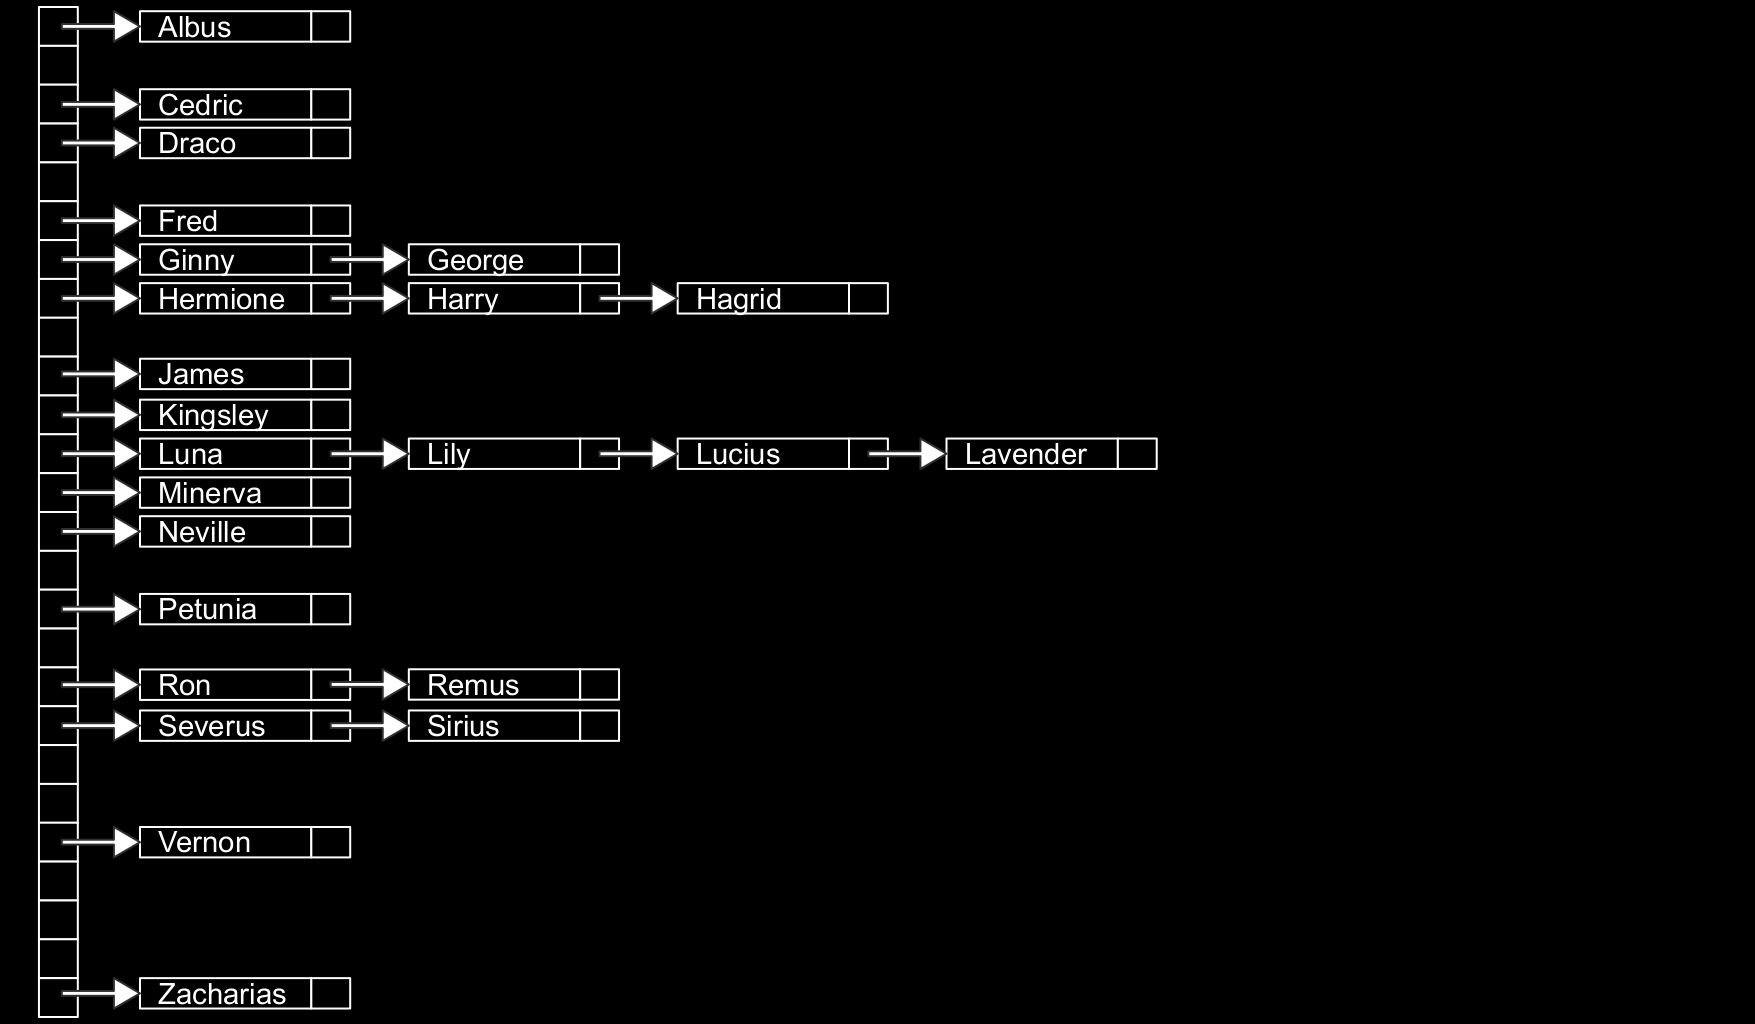 Albus
Cedric
Draco
Fred
Ginny George
Hermione Harry Hagrid
James
Kingsley
Luna Lily Lucius Lavender
Minerva
Neville
Petunia
Ron Remus
Severus Sirius
Vernon
Zacharias